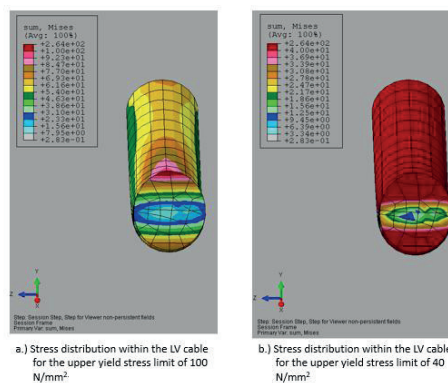 sum, Mises
(Avg: 100%)
+2.64e+02
+1.00e+02
+9.23e+01
+8.47e+01
+7.70e+01
+6.93e+01
+6.16e+01
+5.40e+01
+4.63e+01
+3.86e+01
+3.10e+01
+2.33e+01
+1.56e+01
+7.95e+00
+2.83e-01
Y
Z
X
Step: Session Step, Step for Viewer non-persistent fields
Session Frame
Primary Var: sum, Mises
a.) Stress distribution within the LV cable
for the upper yield stress limit of 100
N/mm²
sum, Mises
(Avg: 100%)
+2.64e+02
+4.00e+01
+3.69e+01
+3.39e+01
+3.08e+01
+2.78e+01
+2.47e+01
+2.17e+01
+1.86e+01
+1.56e+01
+1.25e+01
+9.45e+00
+6.39e+00
+3.34e+00
+2.83e-01
Y
Z
X
Step: Session Step, Step for Viewer non-persistent fields
Session Frame
Primary Var: sum, Mises
b.) Stress distribution within the LV cable
for the upper yield stress limit of 40
N/mm²